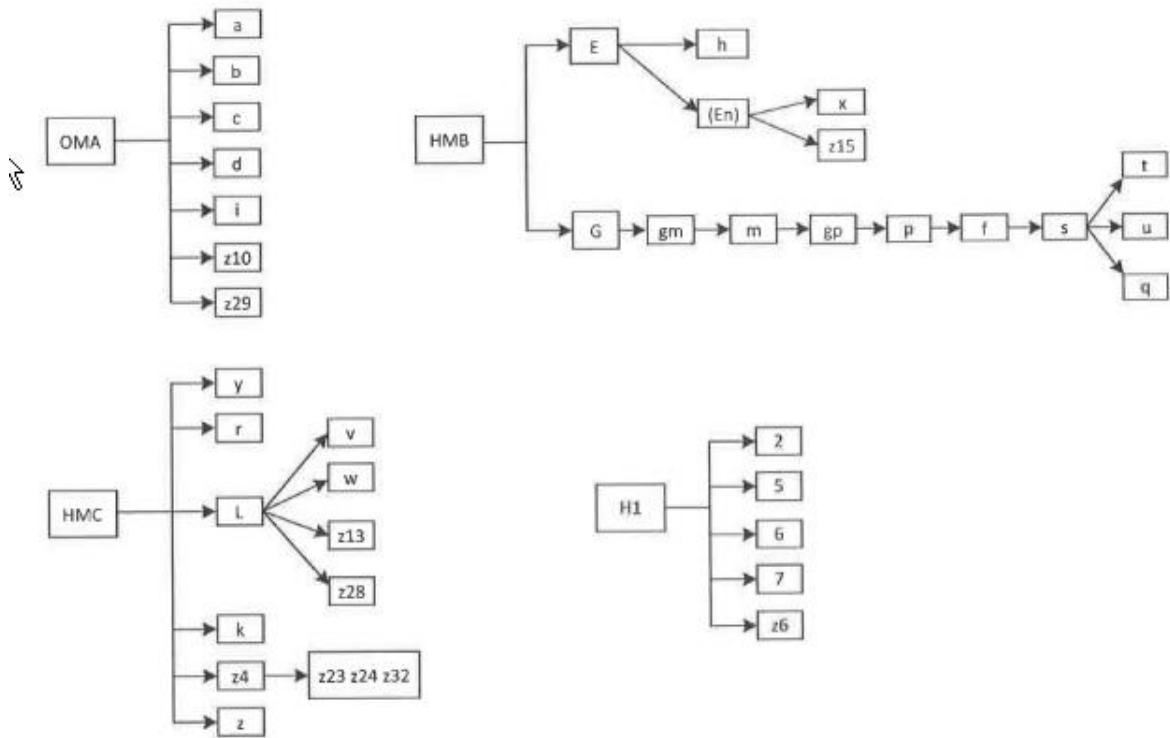 OMA
a
b
c
d
i
z10
z29
HMB
E
h
(En)
x
z15
G
gm
m
gp
p
f
s
t
u
q
HMC
y
r
L
v
w
z13
z28
k
z4
z23 z24 z32
z
H1
2
5
6
7
z6